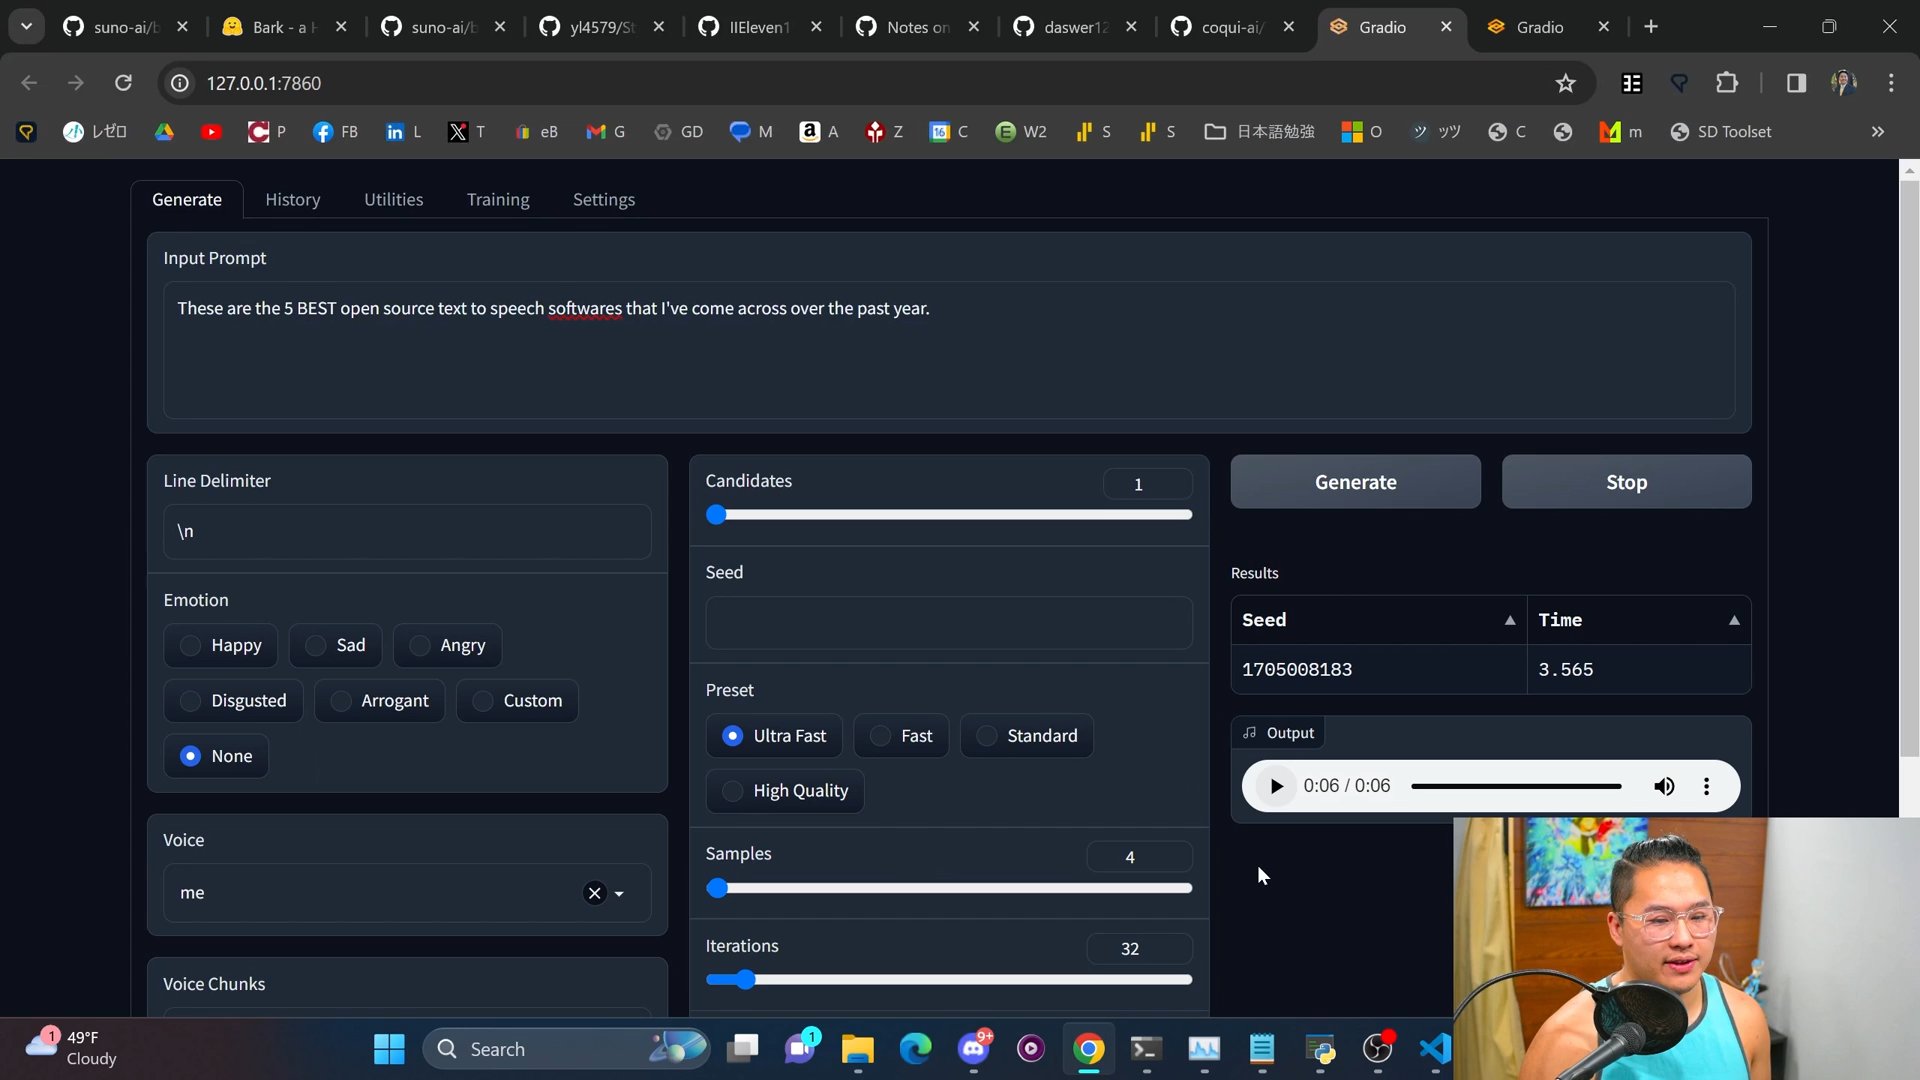 suno-ai/b
Bark - a H
suno-ai/b
yl4579/St
IIEleven1
Notes on
daswer12
coqui-ai/
Gradio
Gradio
127.0.0.1:7860
レゼロ
P
FB
L
T
eB
G
GD
M
A
Z
16
C
W2
S
S
日本語勉強
O
ッツ
C
m
SD Toolset
Generate
History
Utilities
Training
Settings
Input Prompt
These are the 5 BEST open source text to speech softwares that I've come across over the past year.
Line Delimiter
\n
Emotion
Happy
Sad
Angry
Disgusted
Arrogant
Custom
None
Voice
me
Voice Chunks
Candidates
1
Seed
Preset
Ultra Fast
Fast
Standard
High Quality
Samples
4
Iterations
32
Generate
Stop
Results
Seed
Time
1705008183
3.565
Output
0:06 / 0:06
1
49°F
Cloudy
Search
1
9+